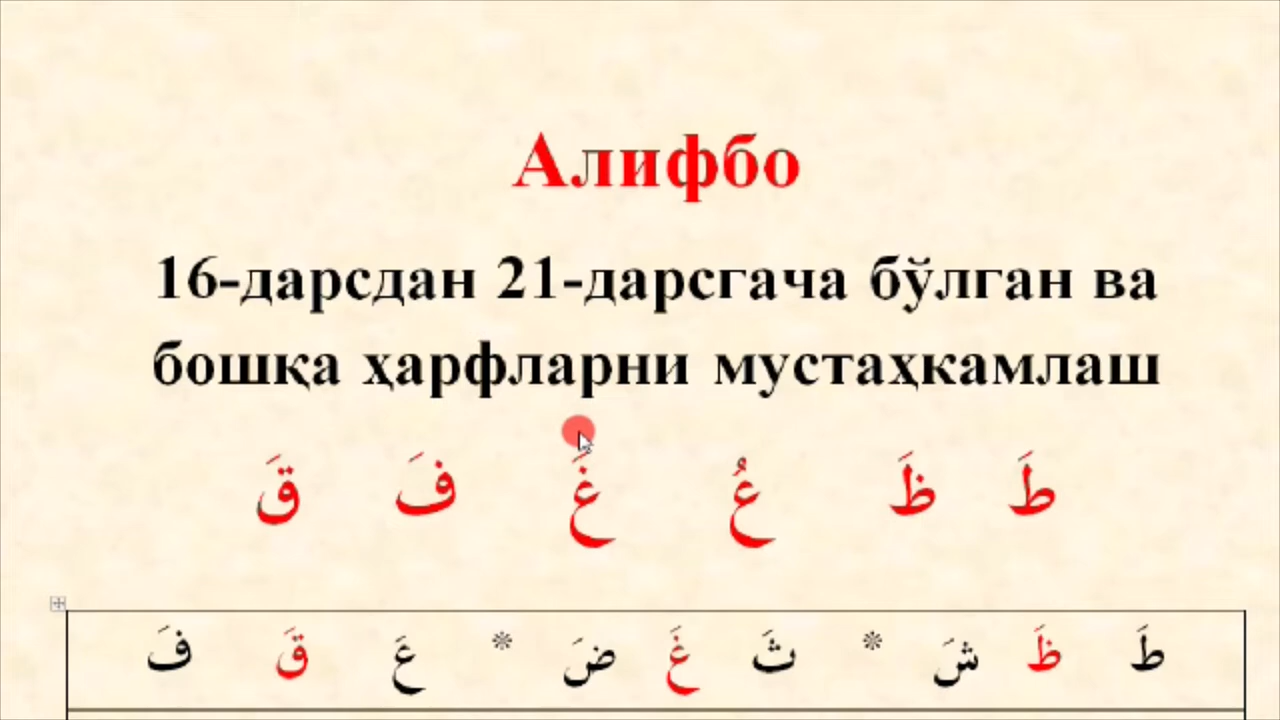 Алифбо
16-дарсдан 21-дарсгача бўлган ва
бошқа ҳарфларни мустаҳкамлаш
طَ ظَ عُ غَ فَ قَ
طَ ظَ شَ * ثَ غَ ضَ * عَ قَ فَ